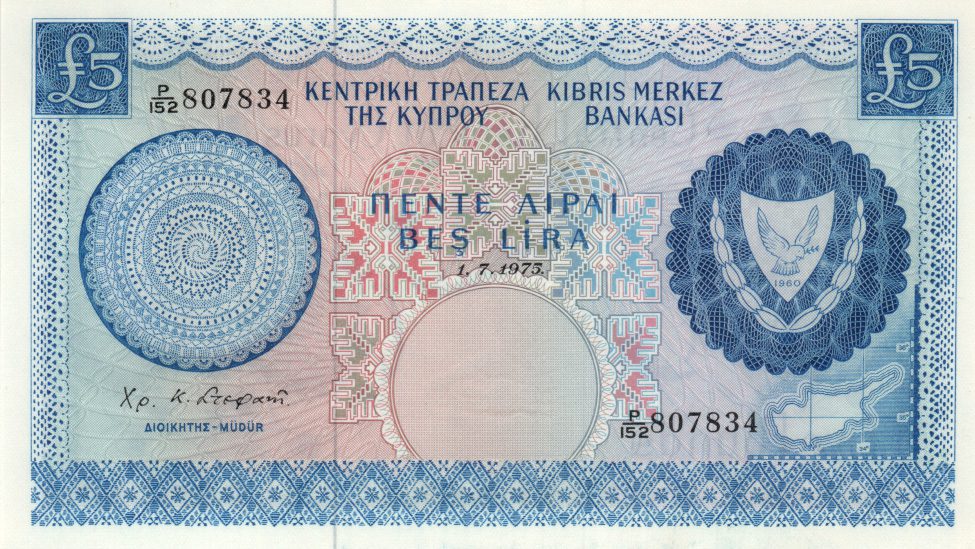 £5
£5
P/152 807834
ΚΕΝΤΡΙΚΗ ΤΡΑΠΕΖΑ KIBRIS MERKEZ
ΤΗΣ ΚΥΠΡΟΥ BANKASI
ΠΕΝΤΕ ΛΙΡΑΙ
BEŞ LİRA
1.7.1975.
1960
Χρ. Κ. Στεφανῆ.
ΔΙΟΙΚΗΤΗΣ-MÜDÜR
P/152 807834